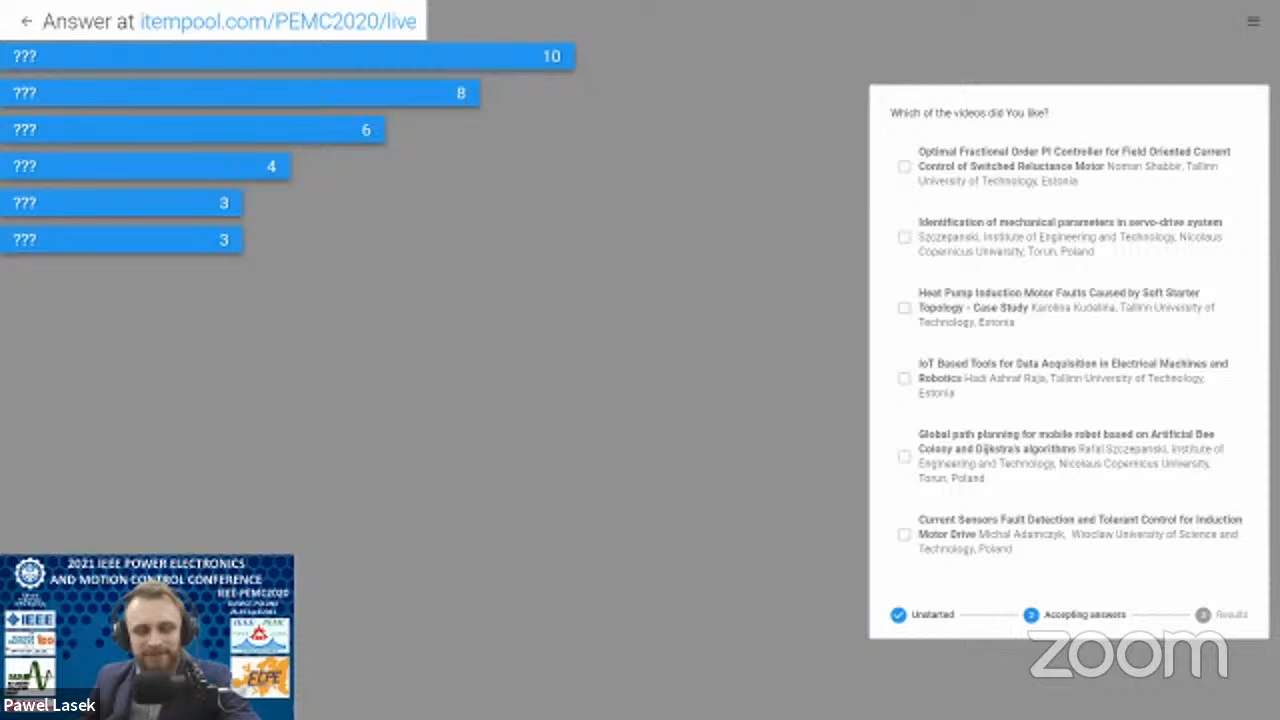 ← Answer at itempool.com/PEMC2020/live
??? 10
??? 8
??? 6
??? 4
??? 3
??? 3
Which of the videos did You like?
Optimal Fractional Order PI Controller for Field Oriented Current
Control of Switched Reluctance Motor Noman Shabbir, Tallinn
University of Technology, Estonia
Identification of mechanical parameters in servo-drive system
Szczepanski, Institute of Engineering and Technology, Nicolaus
Copernicus University, Torun, Poland
Heat Pump Induction Motor Faults Caused by Soft Starter
Topology - Case Study Karolina Kudelina, Tallinn University of
Technology, Estonia
IoT Based Tools for Data Acquisition in Electrical Machines and
Robotics Hadi Ashraf Raja, Tallinn University of Technology,
Estonia
Global path planning for mobile robot based on Artificial Bee
Colony and Dijkstra's algorithms Rafal Szczepanski, Institute of
Engineering and Technology, Nicolaus Copernicus University,
Torun, Poland
Current Sensors Fault Detection and Tolerant Control for Induction
Motor Drive Michal Adamczyk, Wroclaw University of Science and
Technology, Poland
Unstarted 2 Accepting answers 3 Results
zoom
2021 IEEE POWER ELECTRONICS
AND MOTION CONTROL CONFERENCE
IEEE-PEMC2020
IEEE
ECPE
Pawel Lasek